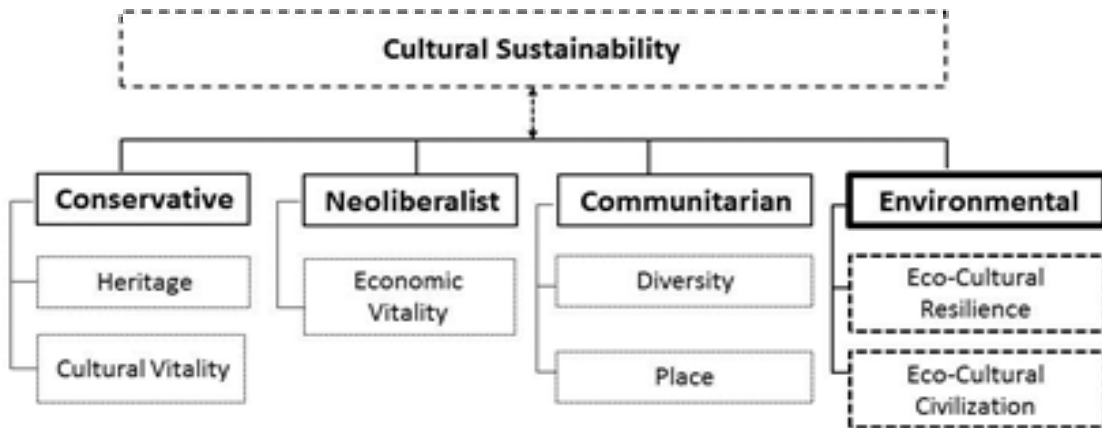 Cultural Sustainability
Conservative
Neoliberalist
Communitarian
Environmental
Heritage
Economic
Vitality
Diversity
Eco-Cultural
Resilience
Cultural Vitality
Place
Eco-Cultural
Civilization